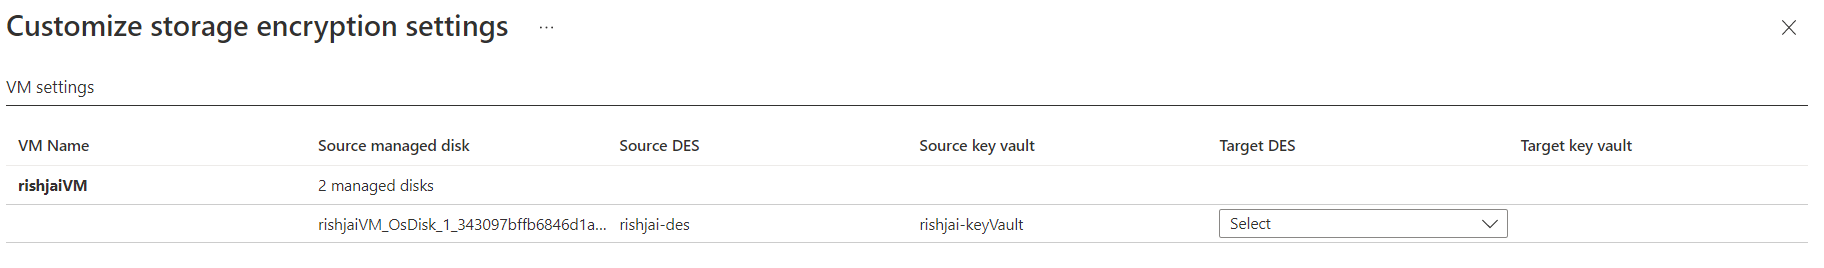 Customize storage encryption settings ...
VM settings
VM Name Source managed disk Source DES Source key vault Target DES Target key vault
rishjaiVM 2 managed disks
rishjaiVM_OsDisk_1_343097bffb6846d1a... rishjai-des rishjai-keyVault Select